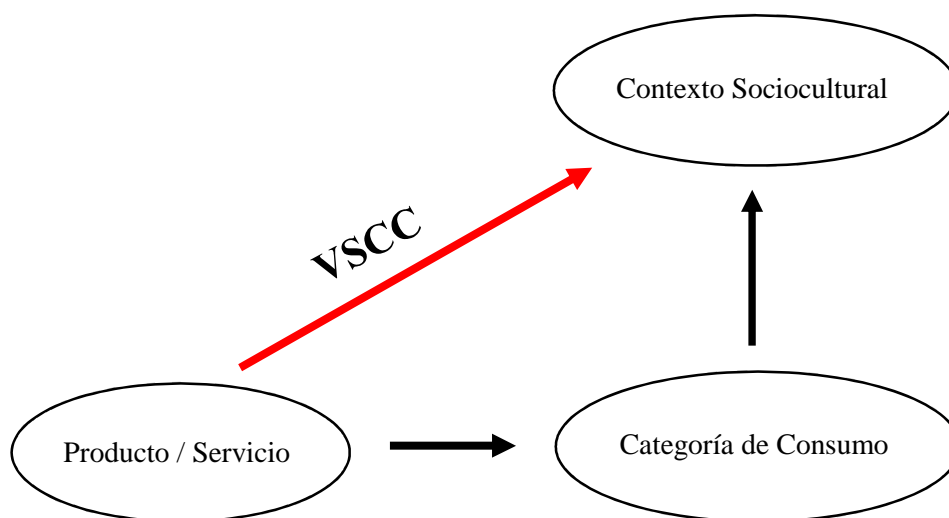 Contexto Sociocultural
VSCC
Producto / Servicio
Categoría de Consumo